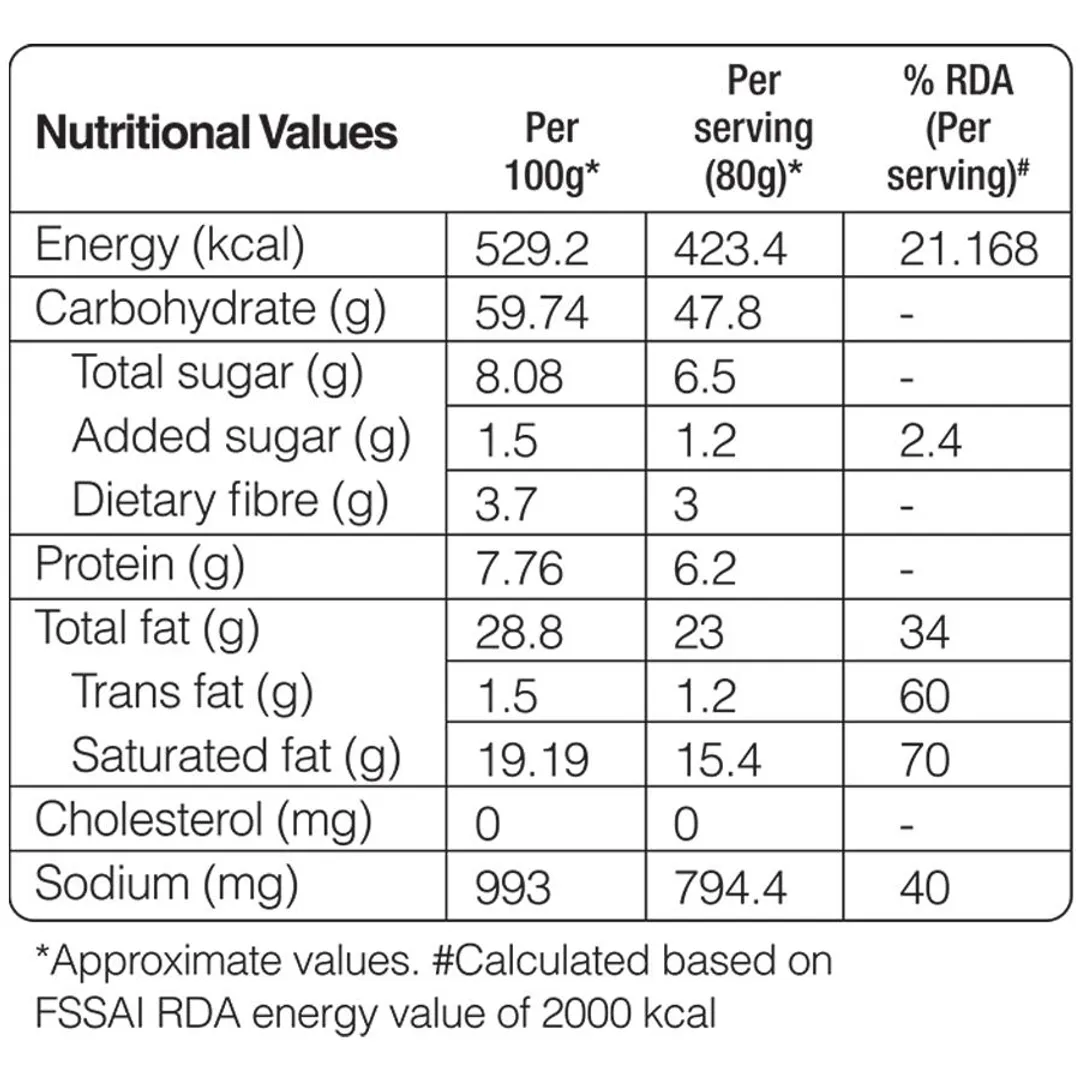 Nutritional Values Per 100g* Per serving (80g)* % RDA (Per serving)#
Energy (kcal) 529.2 423.4 21.168
Carbohydrate (g) 59.74 47.8 -
Total sugar (g) 8.08 6.5 -
Added sugar (g) 1.5 1.2 2.4
Dietary fibre (g) 3.7 3 -
Protein (g) 7.76 6.2 -
Total fat (g) 28.8 23 34
Trans fat (g) 1.5 1.2 60
Saturated fat (g) 19.19 15.4 70
Cholesterol (mg) 0 0 -
Sodium (mg) 993 794.4 40
*Approximate values. #Calculated based on
FSSAI RDA energy value of 2000 kcal